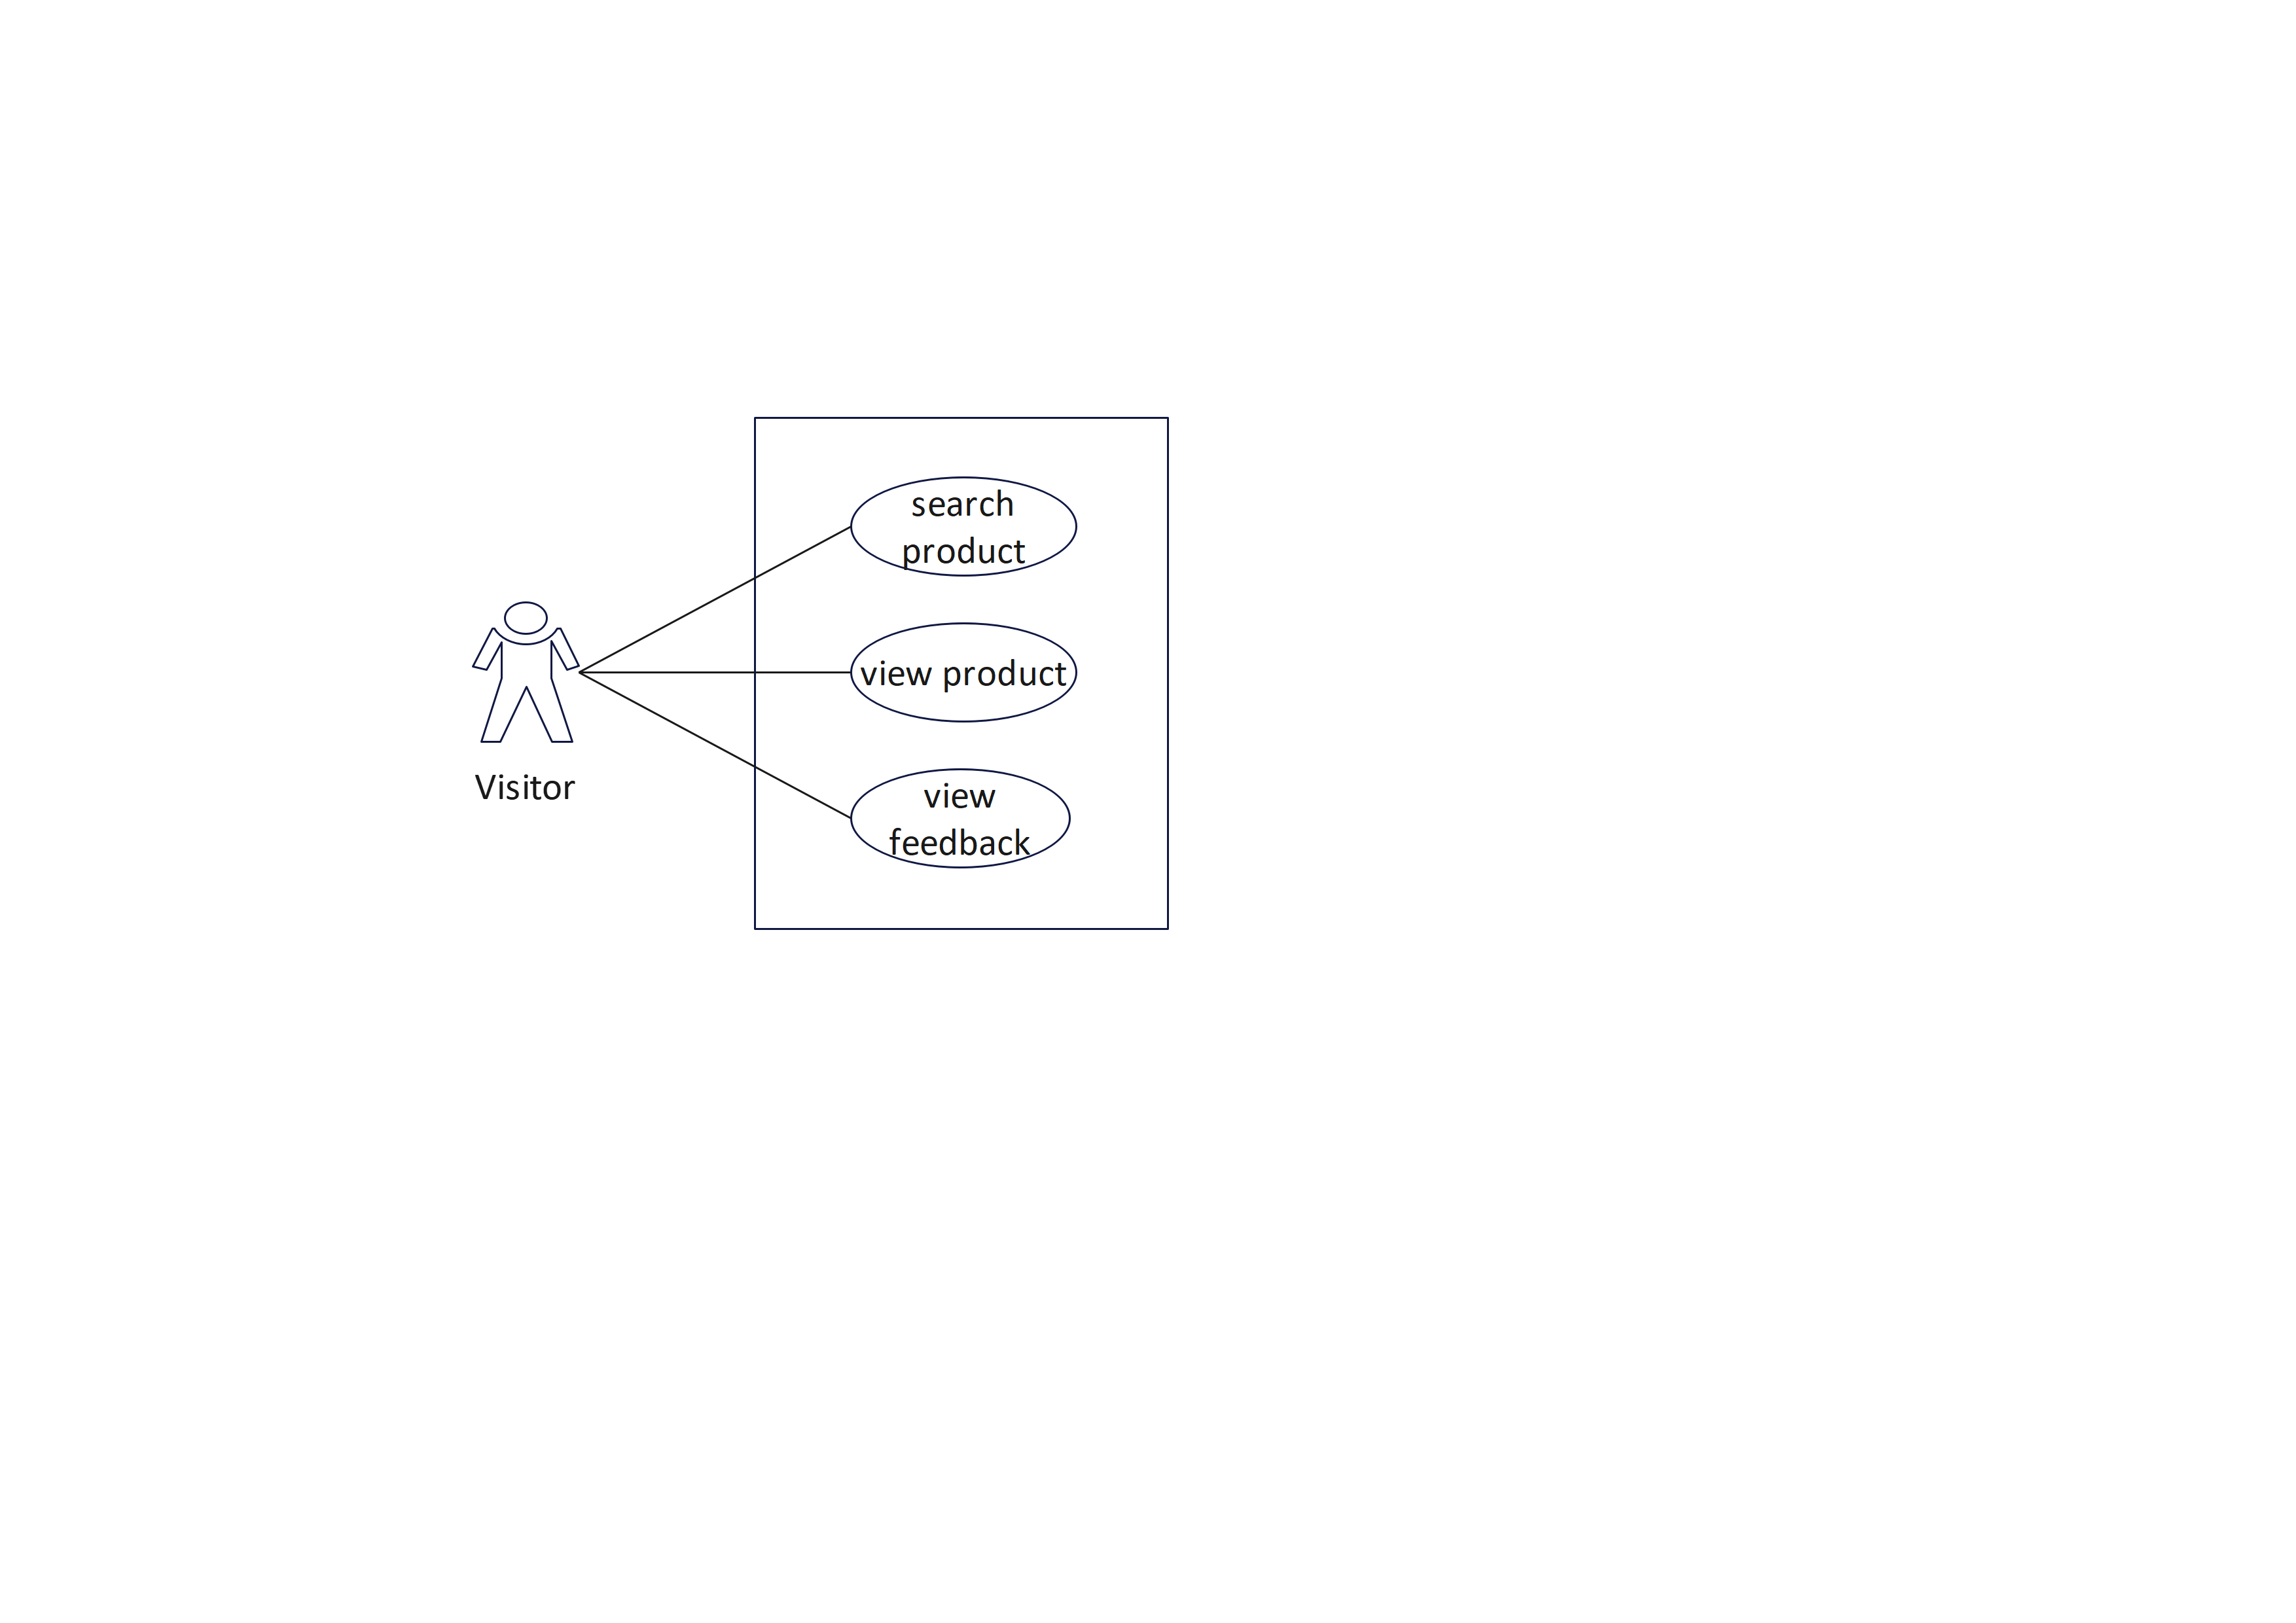 search
product
view product
Visitor
view
feedback